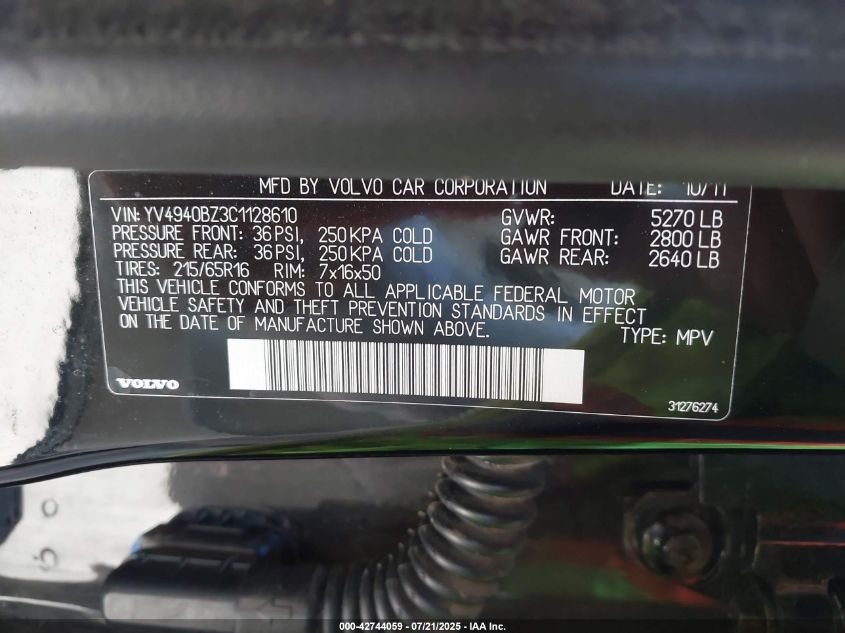 MFD BY VOLVO CAR CORPORATION DATE: 10/11
VIN: YV4940BZ3C1128610 GVWR: 5270 LB
PRESSURE FRONT: 36 PSI, 250 KPA COLD GAWR FRONT: 2800 LB
PRESSURE REAR: 36 PSI, 250 KPA COLD GAWR REAR: 2640 LB
TIRES: 215/65R16 RIM: 7x16x50
THIS VEHICLE CONFORMS TO ALL APPLICABLE FEDERAL MOTOR
VEHICLE SAFETY AND THEFT PREVENTION STANDARDS IN EFFECT
ON THE DATE OF MANUFACTURE SHOWN ABOVE.
TYPE: MPV
VOLVO
31276274
000-42744059 - 07/21/2025 - IAA Inc.